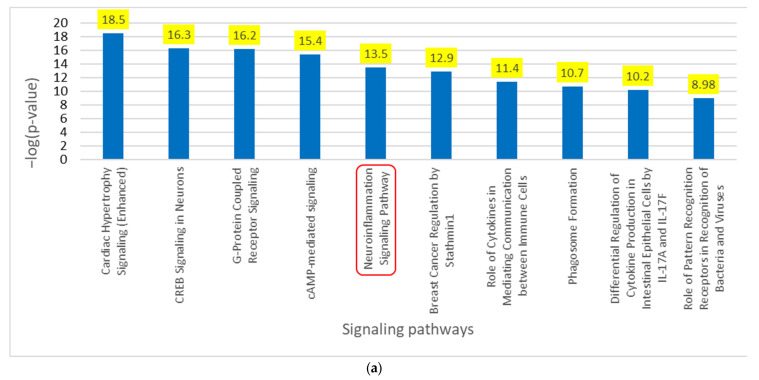 20
18
16
14
12
10
8
6
4
2
0
−log(p-value)
18.5
16.3
16.2
15.4
13.5
12.9
11.4
10.7
10.2
8.98
Cardiac Hypertrophy
Signaling (Enhanced)
CREB Signaling in Neurons
G-Protein Coupled
Receptor Signaling
cAMP-mediated signaling
Neuroinflammation
Signaling Pathway
Breast Cancer Regulation by
Stathmin1
Role of Cytokines in
Mediating Communication
between Immune Cells
Phagosome Formation
Differential Regulation of
Cytokine Production in
Intestinal Epithelial Cells by
IL-17A and IL-17F
Role of Pattern Recognition
Receptors in Recognition of
Bacteria and Viruses
Signaling pathways
(a)